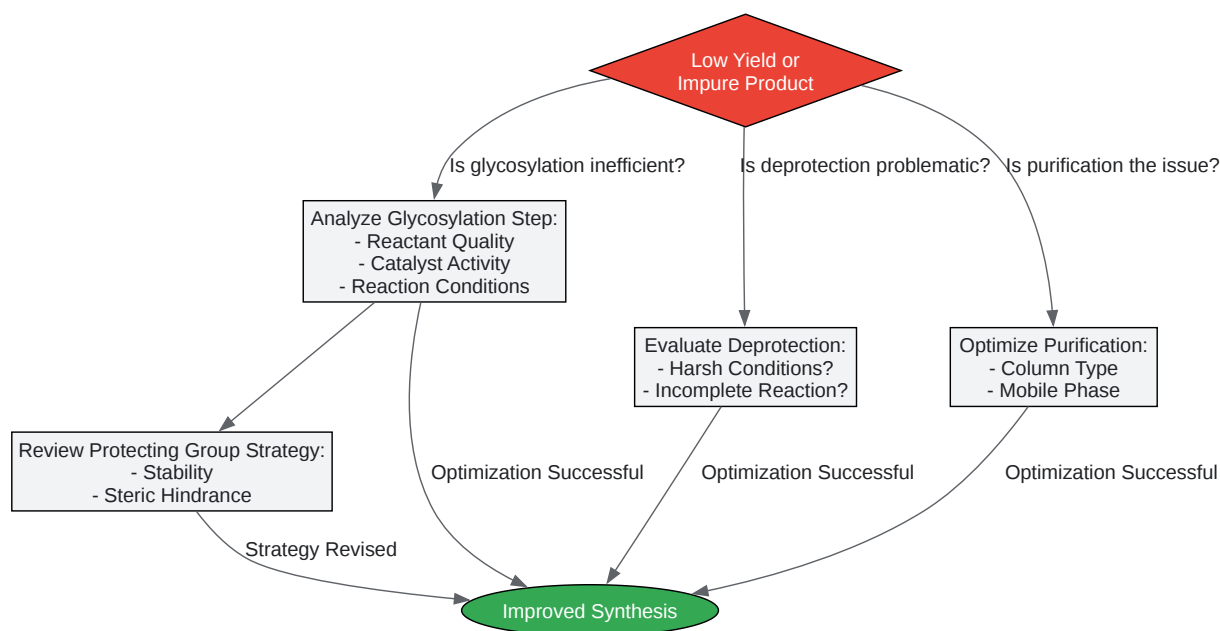 Low Yield or
Impure Product
Is glycosylation inefficient?
Is deprotection problematic?
Is purification the issue?
Analyze Glycosylation Step:
- Reactant Quality
- Catalyst Activity
- Reaction Conditions
Evaluate Deprotection:
- Harsh Conditions?
- Incomplete Reaction?
Optimize Purification:
- Column Type
- Mobile Phase
Review Protecting Group Strategy:
- Stability
- Steric Hindrance
Optimization Successful
Optimization Successful
Optimization Successful
Strategy Revised
Improved Synthesis